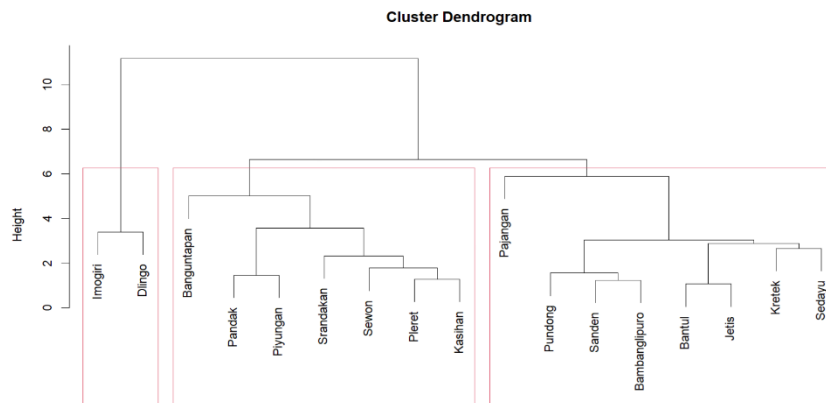 Cluster Dendrogram
Height
10
8
6
4
2
0
Imogiri
Dlingo
Banguntapan
Pandak
Piyungan
Srandakan
Sewon
Pleret
Kasihan
Pajangan
Pundong
Sanden
Bambanglipuro
Bantul
Jetis
Kretek
Sedayu